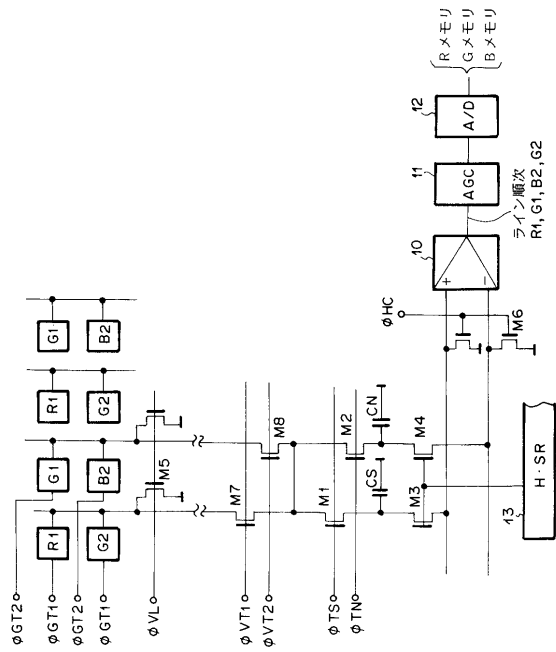 φGT2
φGT1
φGT2
φGT1
R1
G1
R1
G1
G2
B2
G2
B2
φVL
M5
φVT1
φVT2
M7
M8
φTS
φTN
M1
M2
CS
CN
M3
M4
φHC
M6
13
H・SR
10
+
−
11
AGC
12
A/D
ライン順次
R1, G1, B2, G2
Rメモリ
Gメモリ
Bメモリ